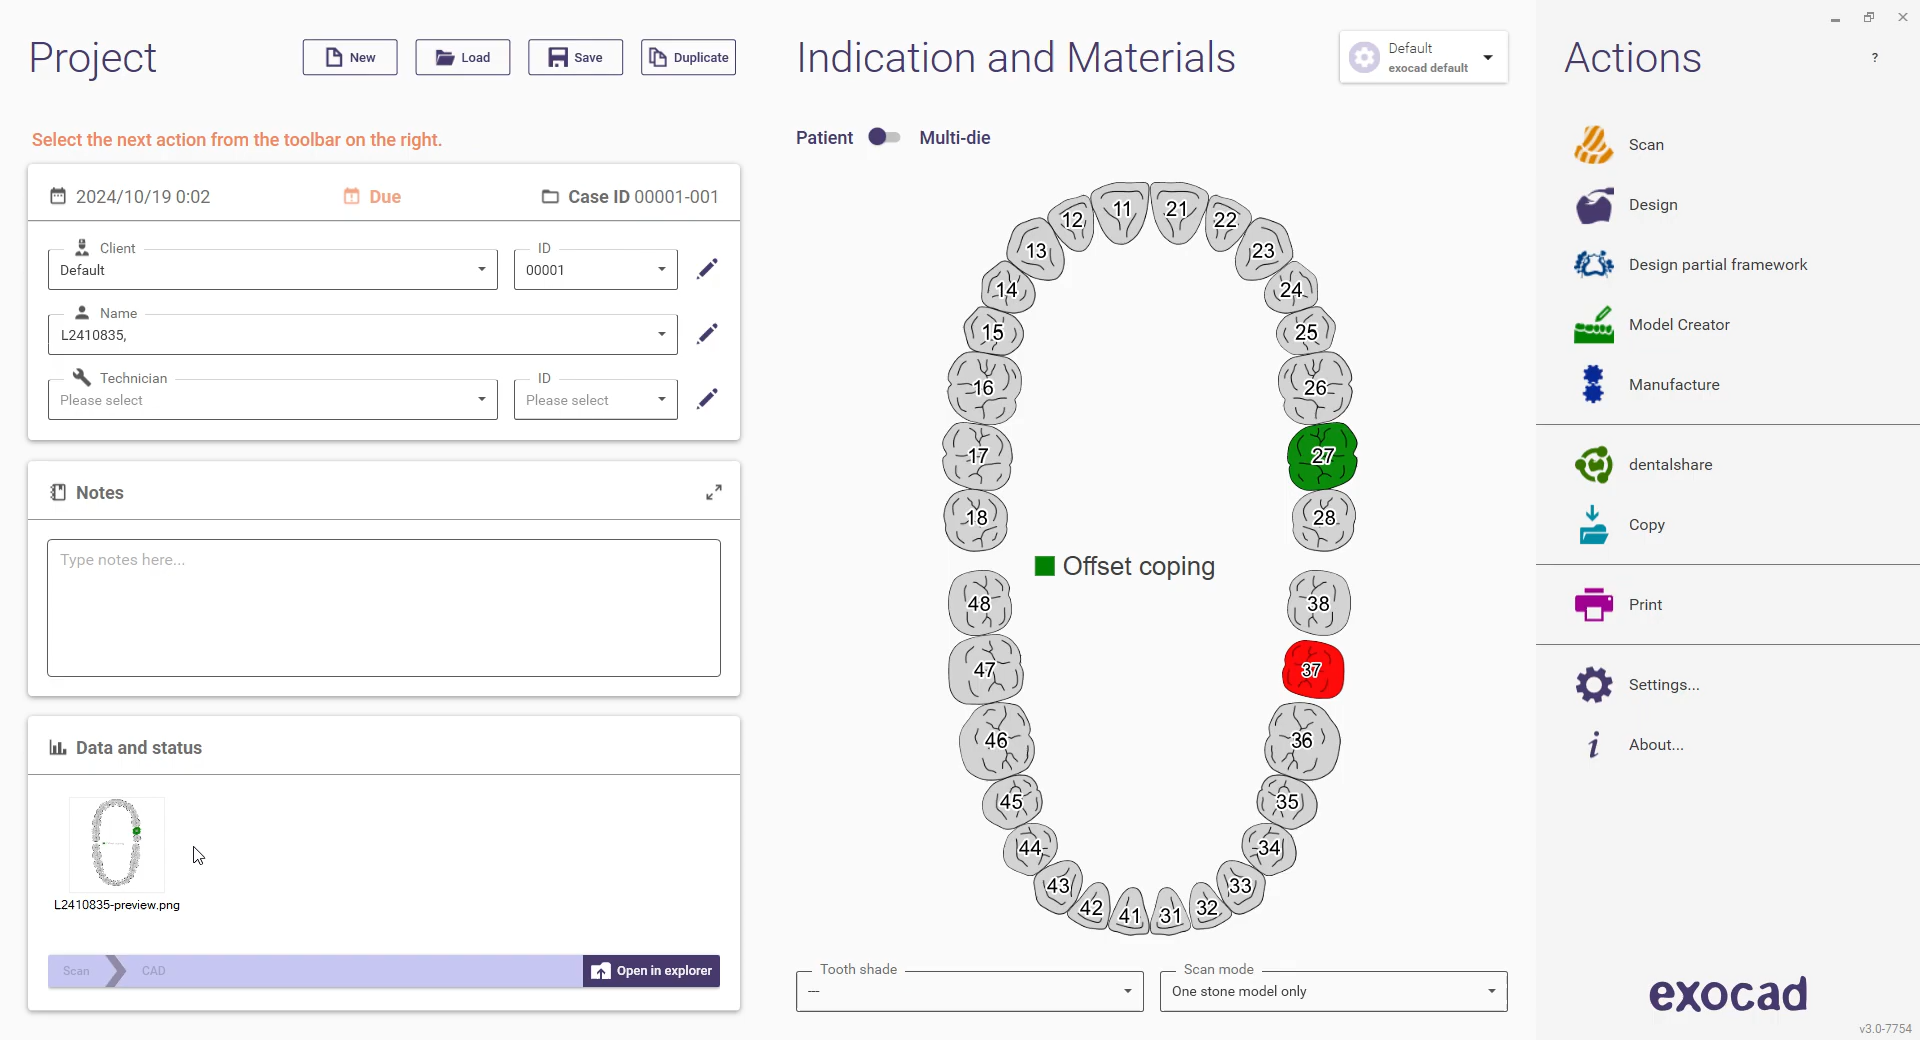 Project
New
Load
Save
Duplicate
Select the next action from the toolbar on the right.
2024/10/19 0:02
Due
Case ID 00001-001
Client
Default
ID
00001
Name
L2410835,
Technician
Please select
ID
Please select
Notes
Type notes here...
Data and status
L2410835-preview.png
Scan
CAD
Open in explorer
Indication and Materials
Default
exocad default
Patient
Multi-die
11
21
12
22
13
23
14
24
15
25
16
26
17
27
18
28
Offset coping
48
38
47
37
46
36
45
35
44
34
43
33
42
32
41
31
Tooth shade
---
Scan mode
One stone model only
Actions
?
Scan
Design
Design partial framework
Model Creator
Manufacture
dentalshare
Copy
Print
Settings...
About...
exocad
v3.0-7754